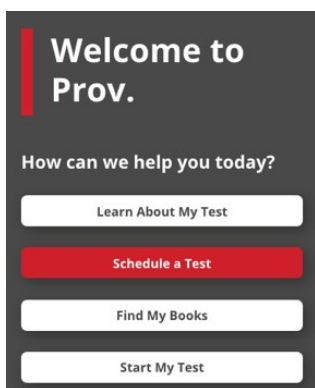 Welcome to
Prov.
How can we help you today?
Learn About My Test
Schedule a Test
Find My Books
Start My Test